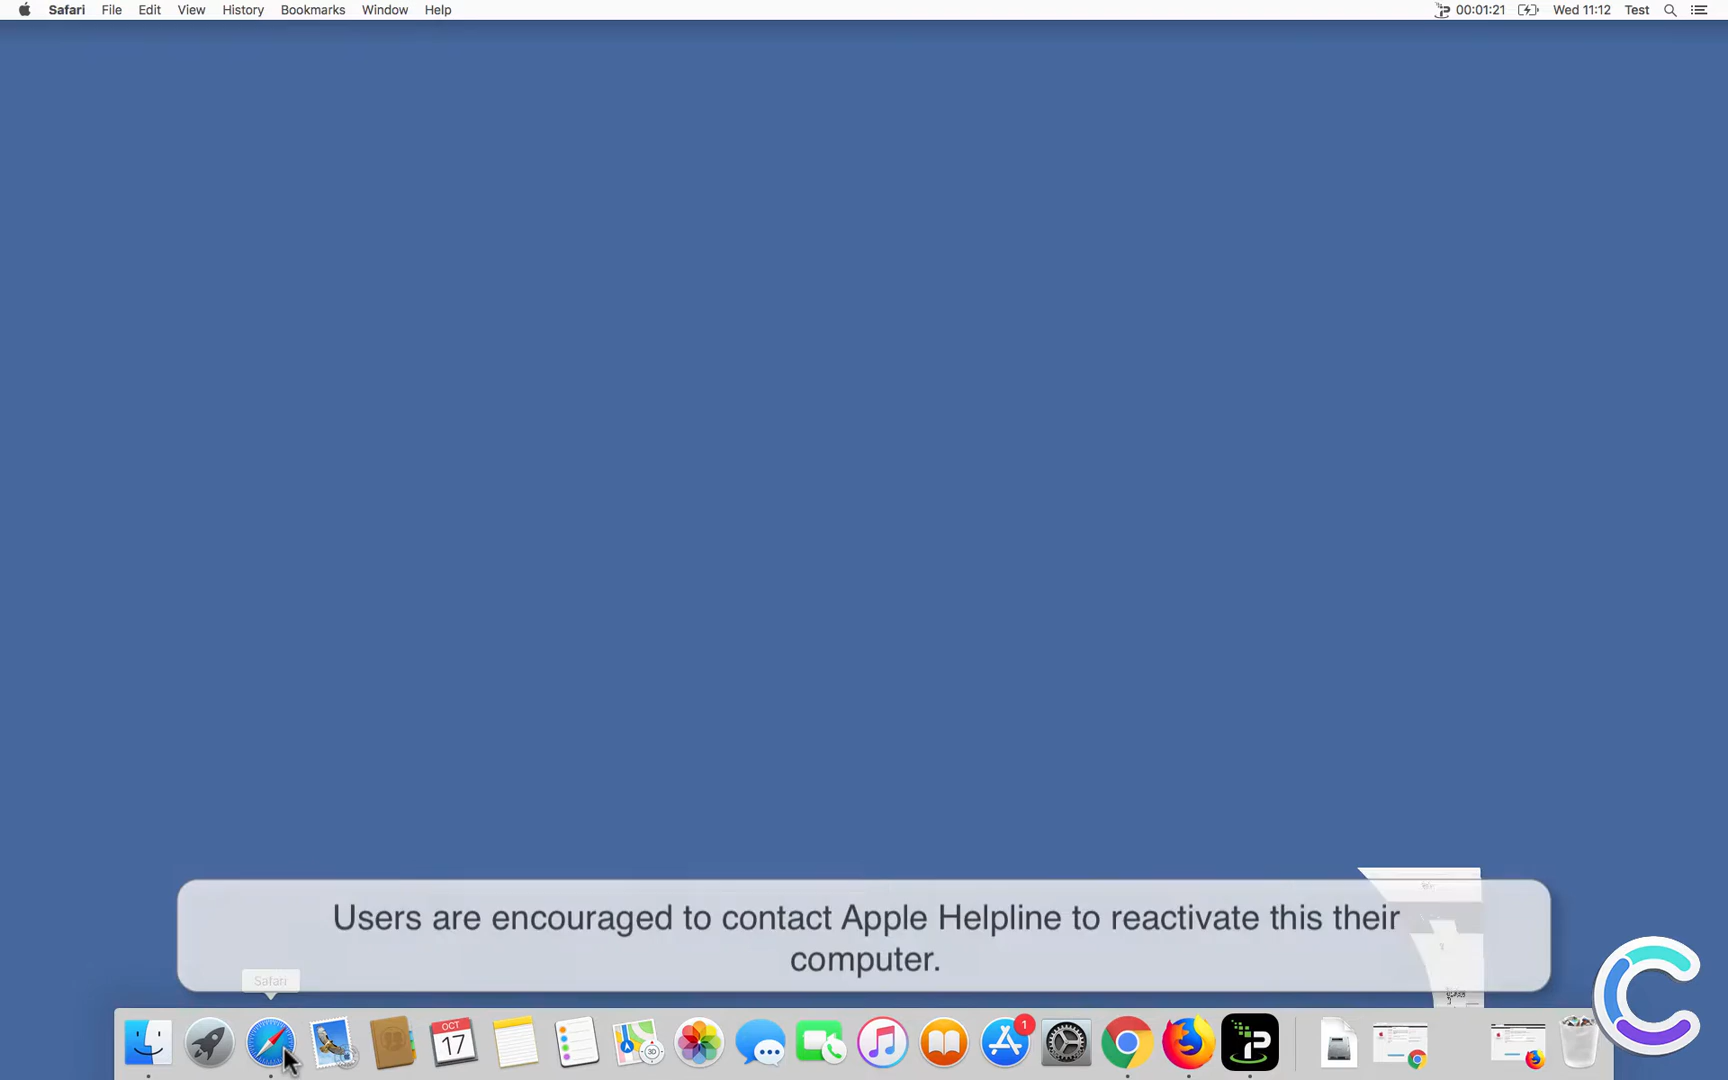 Safari File Edit View History Bookmarks Window Help 00:01:21 Wed 11:12 Test
Users are encouraged to contact Apple Helpline to reactivate this their
computer.
Safari
OCT
17
1